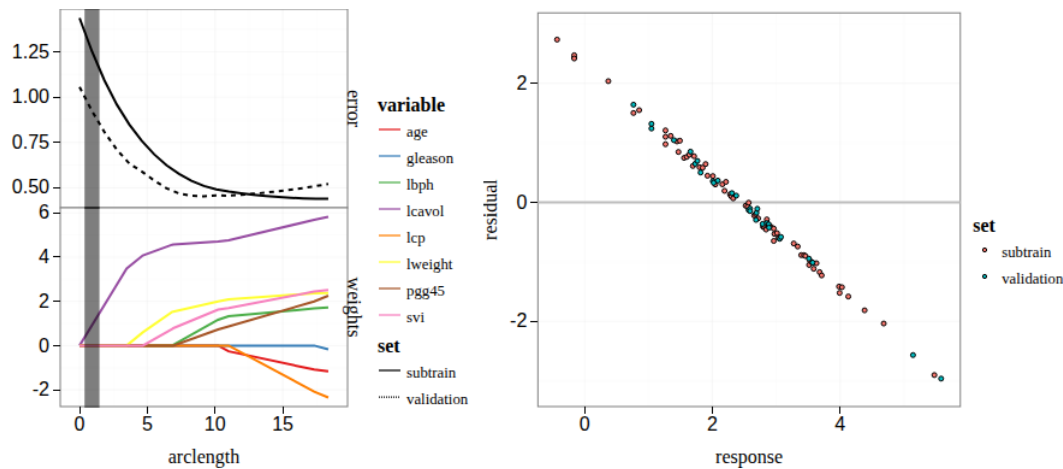 1.25
1.00
0.75
0.50
error
6
4
2
0
-2
weights
0 5 10 15
arclength
variable
age
gleason
lbph
lcavol
lcp
lweight
pgg45
svi
set
subtrain
validation
2
0
-2
residual
0 2 4
response
set
subtrain
validation